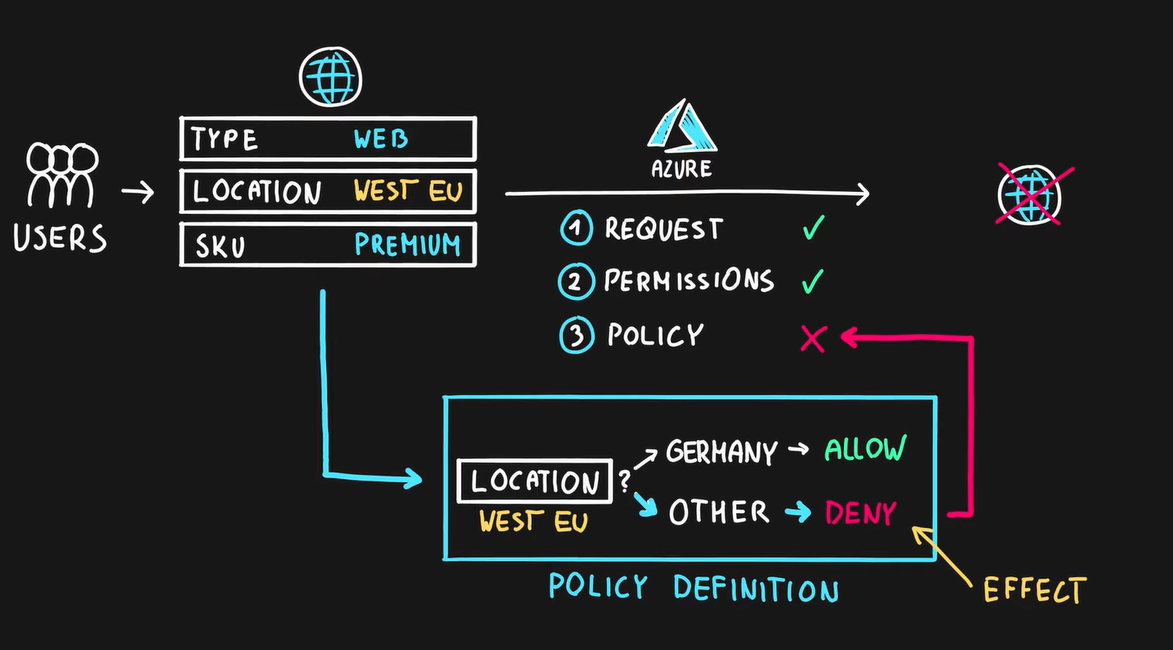 USERS
TYPE WEB
LOCATION WEST EU
SKU PREMIUM
AZURE
1 REQUEST ✓
2 PERMISSIONS ✓
3 POLICY X
LOCATION ?
WEST EU
GERMANY → ALLOW
OTHER → DENY
POLICY DEFINITION
EFFECT